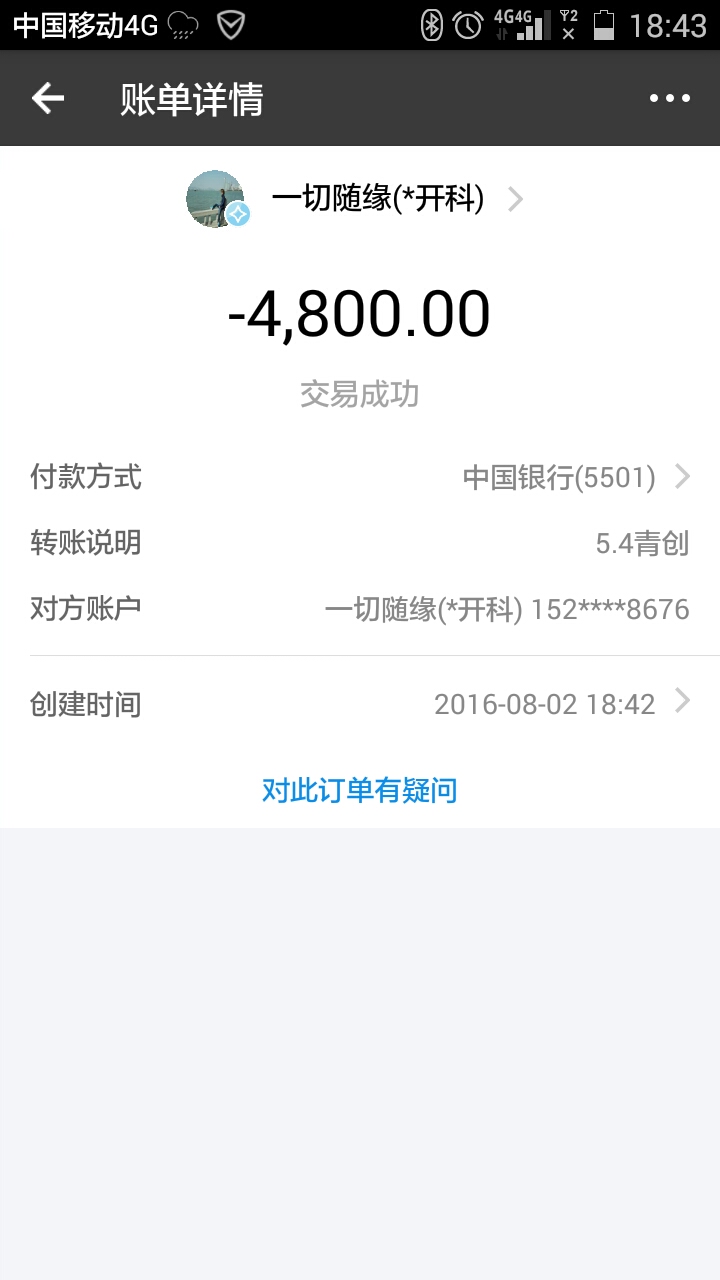 中国移动4G 4G4G 18:43
账单详情
一切随缘(*开科)
-4,800.00
交易成功
付款方式 中国银行(5501)
转账说明 5.4青创
对方账户 一切随缘(*开科) 152****8676
创建时间 2016-08-02 18:42
对此订单有疑问